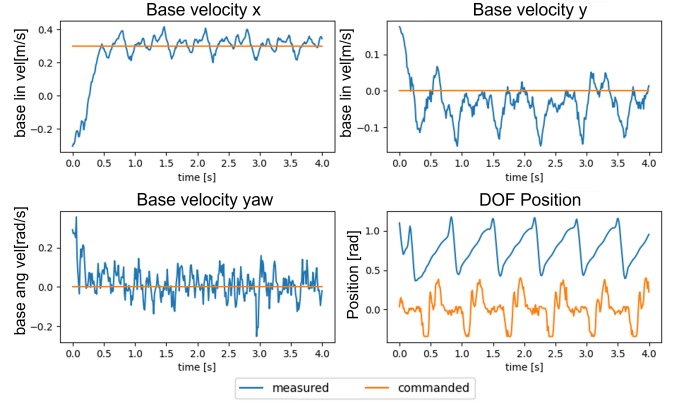 Base velocity x
base lin vel[m/s]
0.4
0.2
0.0
−0.2
0.0 0.5 1.0 1.5 2.0 2.5 3.0 3.5 4.0
time [s]
Base velocity y
base lin vel[m/s]
0.1
0.0
−0.1
0.0 0.5 1.0 1.5 2.0 2.5 3.0 3.5 4.0
time [s]
Base velocity yaw
base ang vel[rad/s]
0.2
0.0
−0.2
0.0 0.5 1.0 1.5 2.0 2.5 3.0 3.5 4.0
time [s]
DOF Position
Position [rad]
1.0
0.5
0.0
0.0 0.5 1.0 1.5 2.0 2.5 3.0 3.5 4.0
time [s]
measured commanded